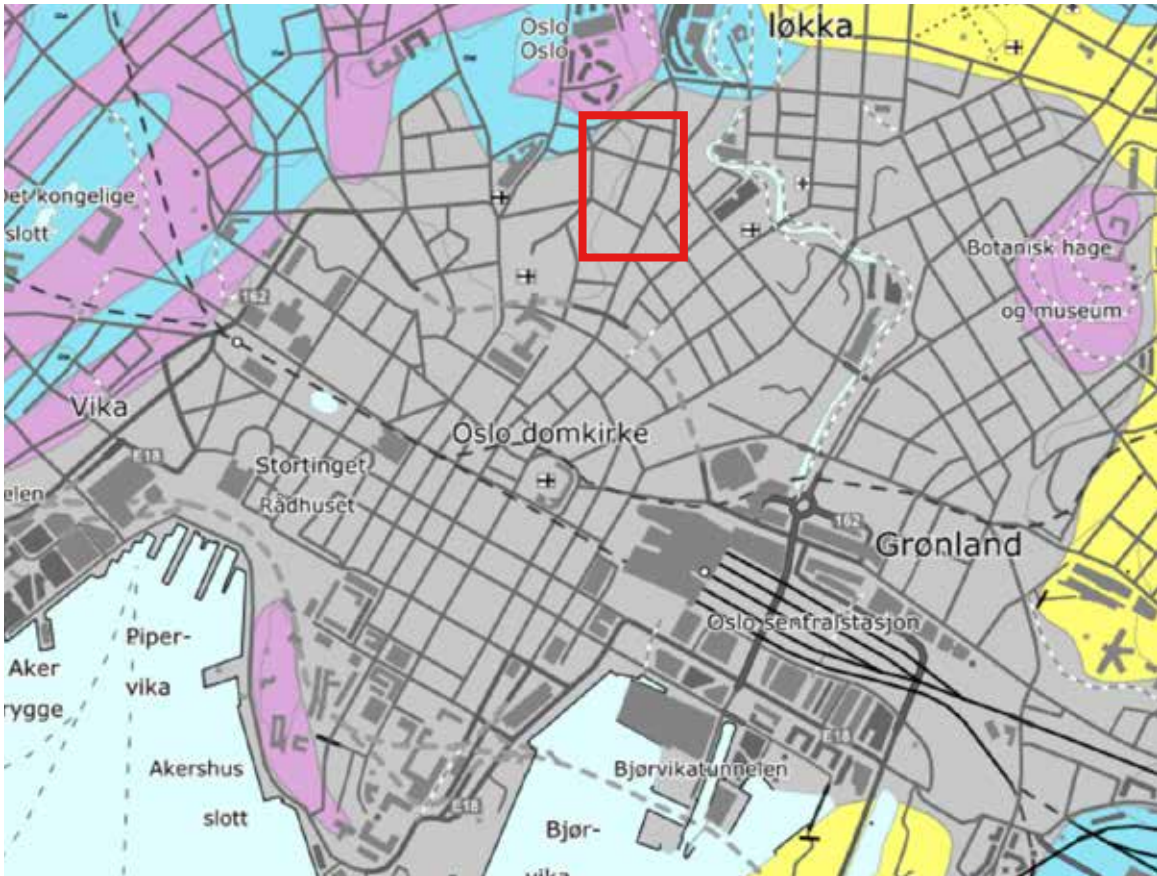 Oslo
Oslo
løkka
Det kongelige
slott
Botanisk hage
og museum
162
Vika
Oslo domkirke
E18
Stortinget
Rådhuset
162
Grønland
Oslo sentralstasjon
Piper-
vika
Aker
rygge
E18
Akershus
slott
Bjørvikatunnelen
E18
Bjør-
vika